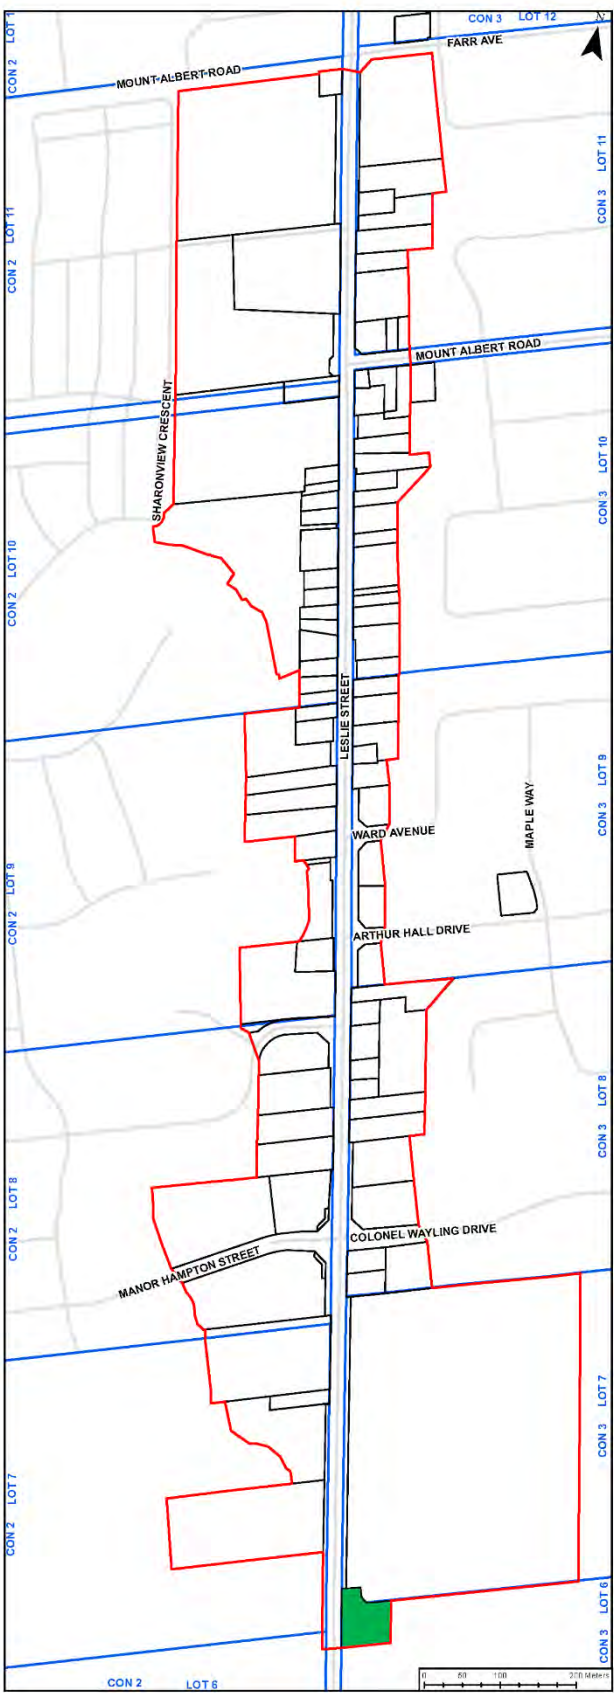 CON 3 LOT 12
N
CON 2 LOT 1
FARR AVE
MOUNT ALBERT ROAD
CON 3 LOT 11
CON 2 LOT 11
MOUNT ALBERT ROAD
SHARONVIEW CRESCENT
CON 3 LOT 10
CON 2 LOT 10
LESLIE STREET
CON 3 LOT 9
MAPLE WAY
WARD AVENUE
CON 2 LOT 9
ARTHUR HALL DRIVE
CON 3 LOT 8
CON 2 LOT 8
COLONEL WAYLING DRIVE
MANOR HAMPTON STREET
CON 3 LOT 7
CON 2 LOT 7
CON 3 LOT 6
CON 2 LOT 6
0 50 100 200 Meters